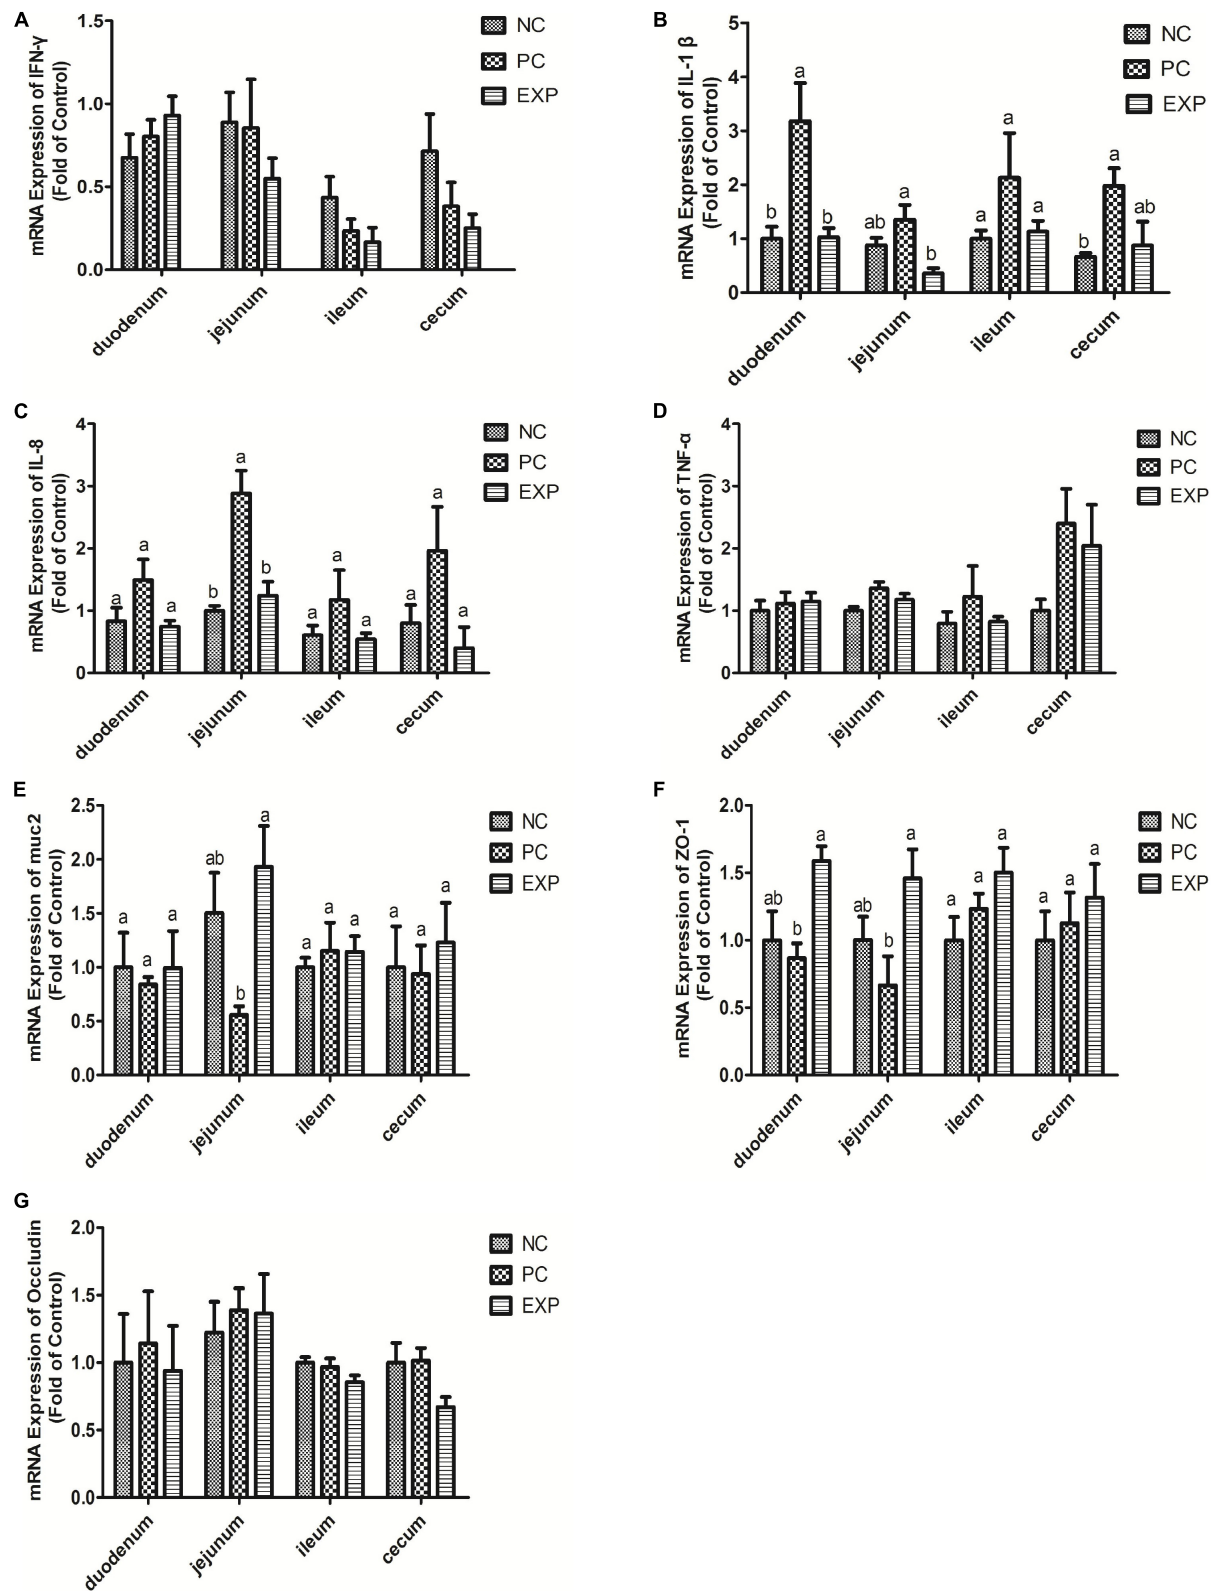 A
mRNA Expression of IFN-γ
(Fold of Control)
1.5
1.0
0.5
0.0
NC
PC
EXP
duodenum
jejunum
ileum
cecum
B
mRNA Expression of IL-1 β
(Fold of Control)
5
4
3
2
1
0
NC
PC
EXP
b a b
ab a b
a a a
b a ab
duodenum
jejunum
ileum
cecum
C
mRNA Expression of IL-8
(Fold of Control)
4
3
2
1
0
NC
PC
EXP
a a a
b a b
a a a
a a a
duodenum
jejunum
ileum
cecum
D
mRNA Expression of TNF-α
(Fold of Control)
4
3
2
1
0
NC
PC
EXP
duodenum
jejunum
ileum
cecum
E
mRNA Expression of muc2
(Fold of Control)
2.5
2.0
1.5
1.0
0.5
0.0
NC
PC
EXP
a a a
ab b a
a a a
a a a
duodenum
jejunum
ileum
cecum
F
mRNA Expression of ZO-1
(Fold of Control)
2.0
1.5
1.0
0.5
0.0
NC
PC
EXP
ab b a
ab b a
a a a
a a a
duodenum
jejunum
ileum
cecum
G
mRNA Expression of Occludin
(Fold of Control)
2.0
1.5
1.0
0.5
0.0
NC
PC
EXP
duodenum
jejunum
ileum
cecum